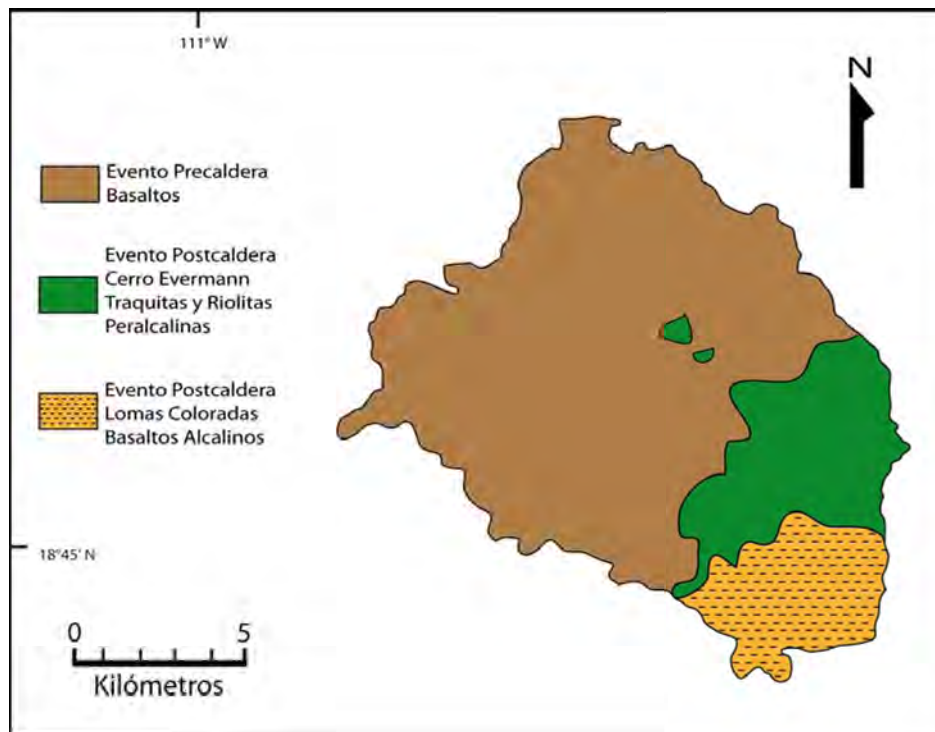 111° W
N
Evento Precaldera
Basaltos
Evento Postcaldera
Cerro Evermann
Traquitas y Riolitas
Peralcalinas
Evento Postcaldera
Lomas Coloradas
Basaltos Alcalinos
18°45' N
0 5
Kilómetros